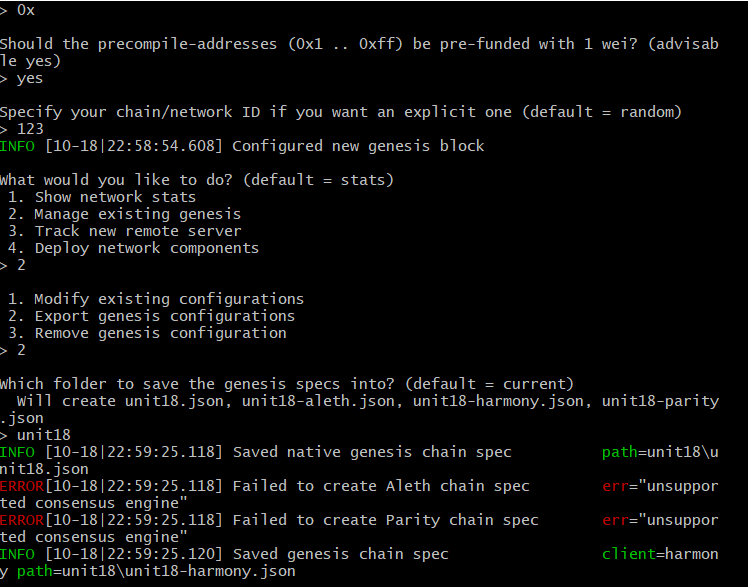 > 0x
Should the precompile-addresses (0x1 .. 0xff) be pre-funded with 1 wei? (advisab
le yes)
> yes
Specify your chain/network ID if you want an explicit one (default = random)
> 123
INFO [10-18|22:58:54.608] Configured new genesis block
What would you like to do? (default = stats)
1. Show network stats
2. Manage existing genesis
3. Track new remote server
4. Deploy network components
> 2
1. Modify existing configurations
2. Export genesis configurations
3. Remove genesis configuration
> 2
Which folder to save the genesis specs into? (default = current)
Will create unit18.json, unit18-aleth.json, unit18-harmony.json, unit18-parity
.json
> unit18
INFO [10-18|22:59:25.118] Saved native genesis chain spec path=unit18\u
nit18.json
ERROR[10-18|22:59:25.118] Failed to create Aleth chain spec err="unsuppor
ted consensus engine"
ERROR[10-18|22:59:25.118] Failed to create Parity chain spec err="unsuppor
ted consensus engine"
INFO [10-18|22:59:25.120] Saved genesis chain spec client=harmon
y path=unit18\unit18-harmony.json